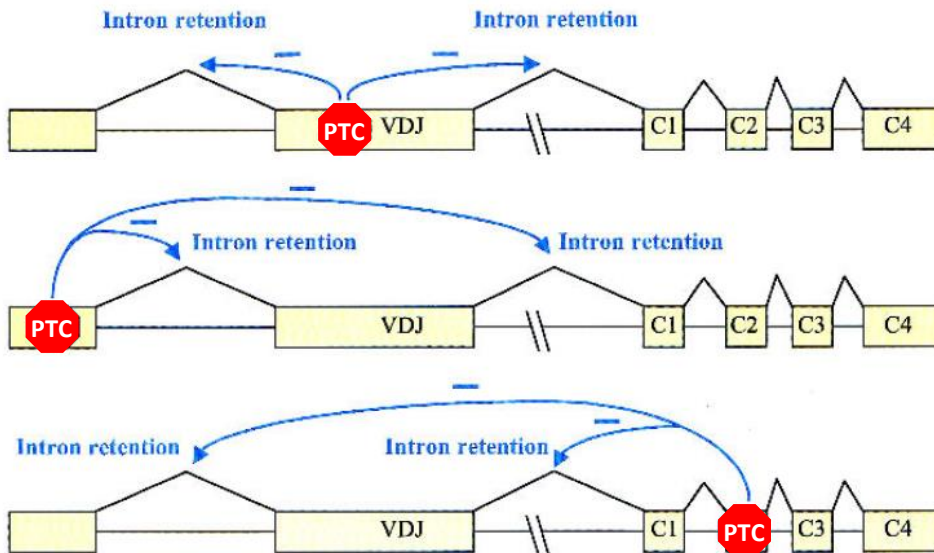 Intron retention Intron retention
PTC VDJ C1 C2 C3 C4
Intron retention Intron retention
PTC VDJ C1 C2 C3 C4
Intron retention Intron retention
VDJ C1 PTC C3 C4